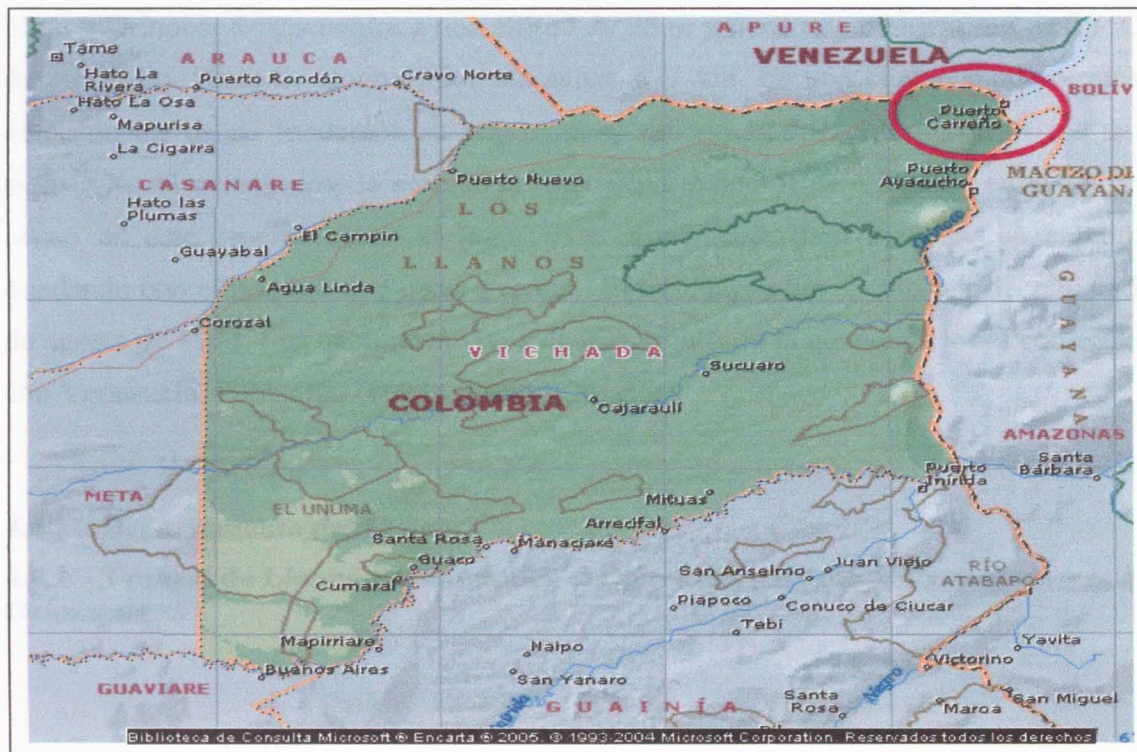 APURE
Tame
ARAUCA
VENEZUELA
Hato La
Rivera
Puerto Rondón
Cravo Norte
BOLÍV
Hato La Osa
Puerto
Carreño
Mapurisa
La Cigarra
Puerto
Ayacucho
MACIZO DE
GUAYANA
CASANARE
Puerto Nuevo
Hato las
Plumas
LOS
LLANOS
El Campin
Orinoco
Guayabal
Agua Linda
GUAYANA
Corozal
VICHADA
Sucuaro
COLOMBIA
Cajaraulí
AMAZONAS
Santa
Bárbara
Puerto
Inírida
META
EL UNUMA
Mituas
Arrecifal
Santa Rosa
Manaciare
Guaco
Cumaral
San Anselmo
Juan Viejo
RÍO
ATABAPO
Piapoco
Conuco de Ciucar
Tebi
Mapirriare
Naipo
Yavita
Buenos Aires
San Yanaro
Victorino
GUAVIARE
GUAINÍA
Santa
Rosa
Negro
San Miguel
Maroa
Biblioteca de Consulta Microsoft ® Encarta ® 2005. © 1993-2004 Microsoft Corporation. Reservados todos los derechos.